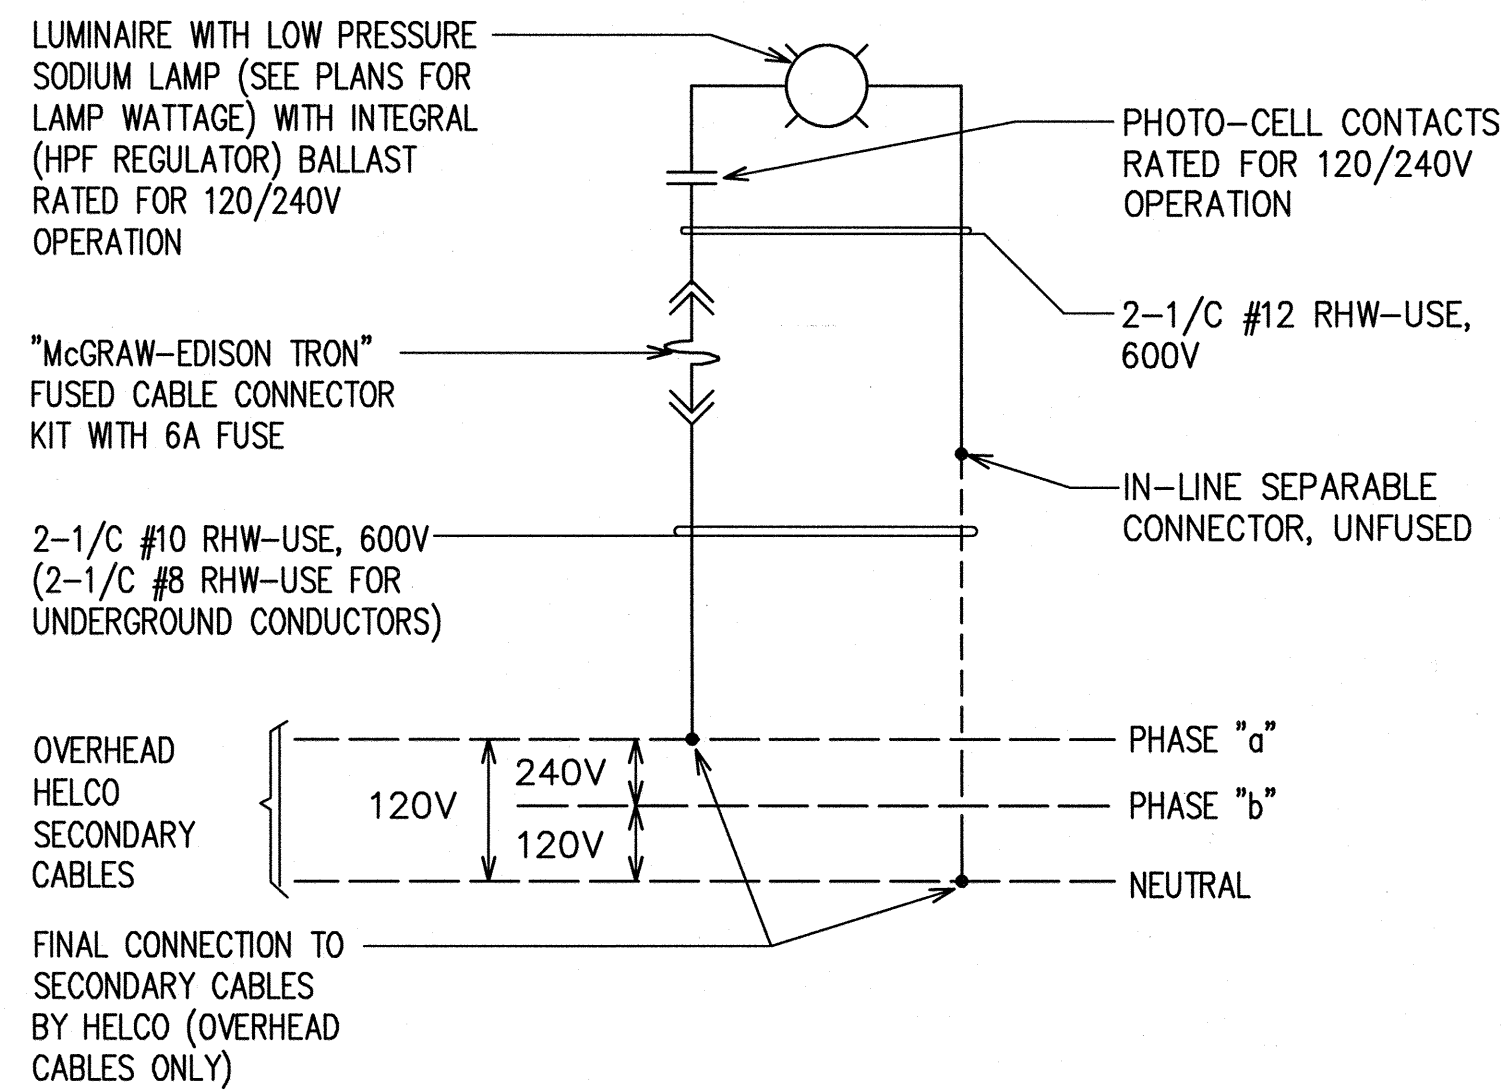 LUMINAIRE WITH LOW PRESSURE
SODIUM LAMP (SEE PLANS FOR
LAMP WATTAGE) WITH INTEGRAL
(HPF REGULATOR) BALLAST
RATED FOR 120/240V
OPERATION
PHOTO-CELL CONTACTS
RATED FOR 120/240V
OPERATION
2-1/C #12 RHW-USE,
600V
"McGRAW-EDISON TRON"
FUSED CABLE CONNECTOR
KIT WITH 6A FUSE
IN-LINE SEPARABLE
CONNECTOR, UNFUSED
2-1/C #10 RHW-USE, 600V
(2-1/C #8 RHW-USE FOR
UNDERGROUND CONDUCTORS)
OVERHEAD
HELCO
SECONDARY
CABLES
120V
240V
120V
PHASE "a"
PHASE "b"
NEUTRAL
FINAL CONNECTION TO
SECONDARY CABLES
BY HELCO (OVERHEAD
CABLES ONLY)